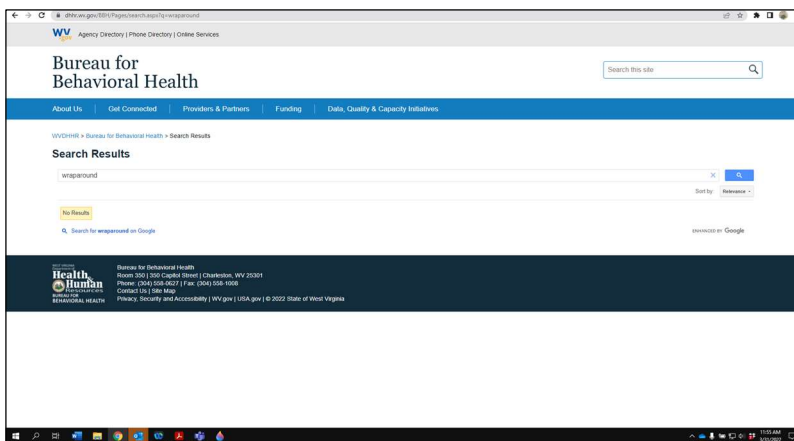 dhhr.wv.gov/BBH/Pages/search.aspx?q=wraparound
WV
.gov
Agency Directory | Phone Directory | Online Services
Bureau for
Behavioral Health
Search this site
About Us | Get Connected | Providers & Partners | Funding | Data, Quality & Capacity Initiatives
WVDHHR > Bureau for Behavioral Health > Search Results
Search Results
wraparound
Sort by: Relevance
No Results
Search for wraparound on Google
ENHANCED BY Google
Health
Human
Resources
BUREAU FOR
BEHAVIORAL HEALTH
Bureau for Behavioral Health
Room 350 | 350 Capitol Street | Charleston, WV 25301
Phone: (304) 558-0627 | Fax: (304) 558-1008
Contact Us | Site Map
Privacy, Security and Accessibility | WV.gov | USA.gov | © 2022 State of West Virginia
11:55 AM
3/31/2022